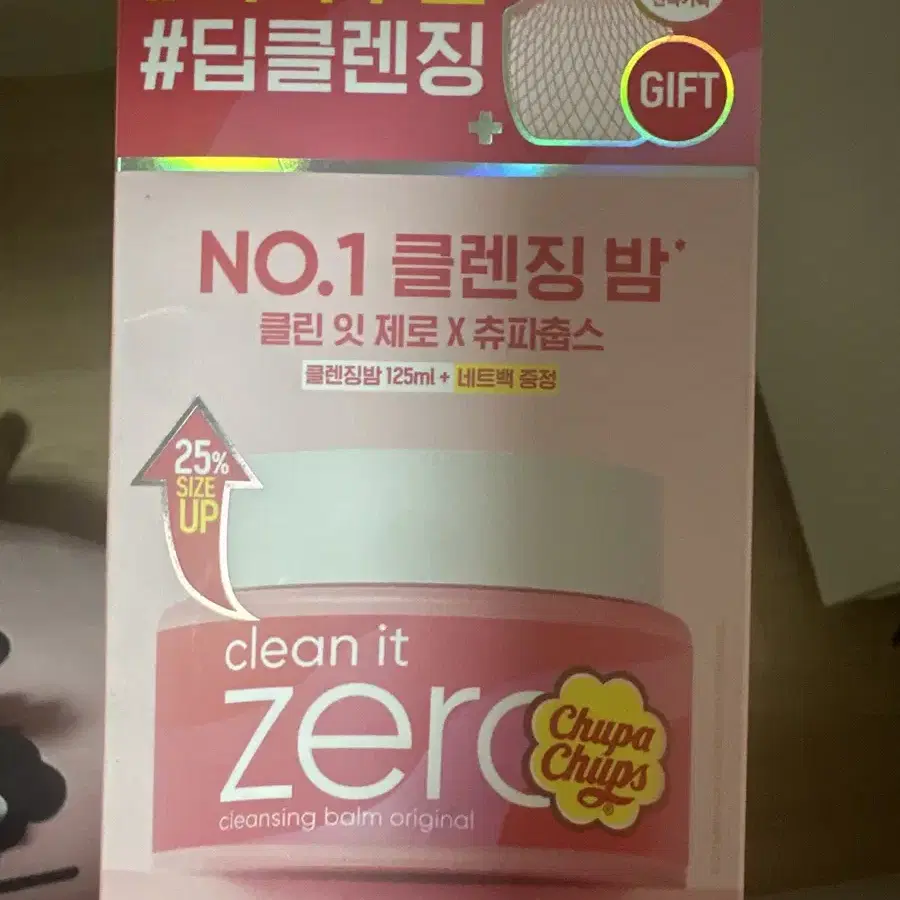 #딥클렌징
+
GIFT
NO.1 클렌징 밤*
클린 잇 제로 X 츄파춥스
클렌징밤 125ml + 네트백 증정
25%
SIZE
UP
clean it
zero
Chupa
Chups
®
cleansing balm original